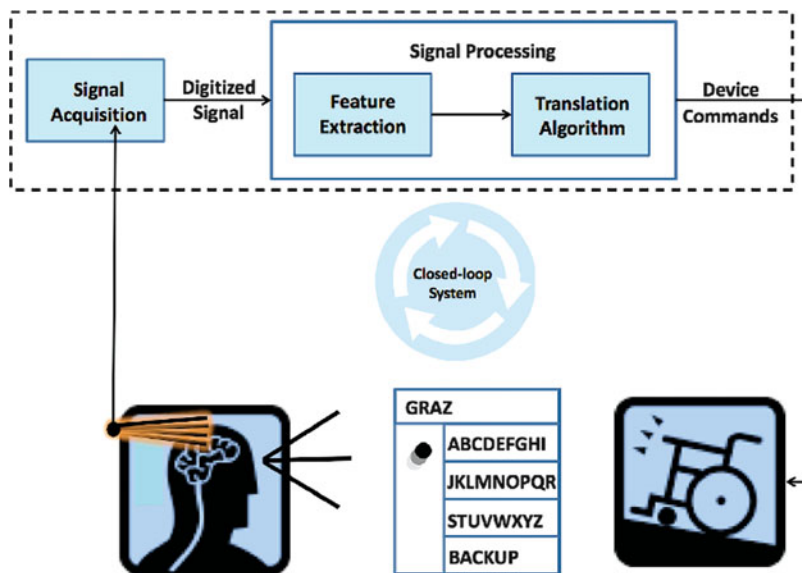 Signal Processing
Signal
Acquisition
Digitized
Signal
Feature
Extraction
Translation
Algorithm
Device
Commands
Closed-loop
System
GRAZ
ABCDEFGHI
JKLMNOPQR
STUVWXYZ
BACKUP